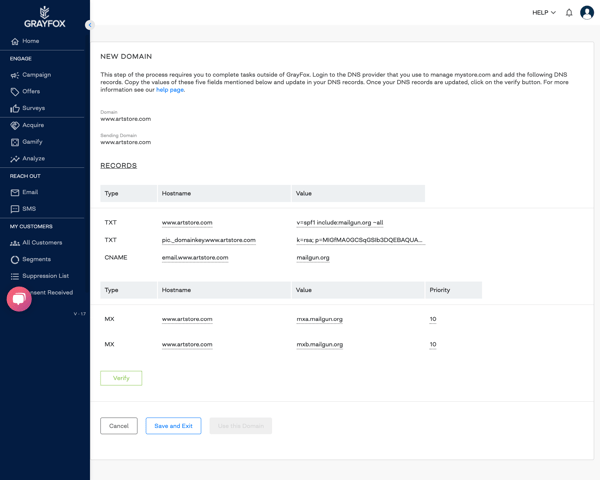 GRAYFOX
HELP
Home
ENGAGE
Campaign
Offers
Surveys
Acquire
Gamify
Analyze
REACH OUT
Email
SMS
MY CUSTOMERS
All Customers
Segments
Suppression List
onsent Received
V - 1.7
NEW DOMAIN
This step of the process requires you to complete tasks outside of GrayFox. Login to the DNS provider that you use to manage mystore.com and add the following DNS
records. Copy the values of these five fields mentioned below and update in your DNS records. Once your DNS records are updated, click on the verify button. For more
information see our help page.
Domain
www.artstore.com
Sending Domain
www.artstore.com
RECORDS
Type Hostname Value
TXT www.artstore.com v=spf1 include:mailgun.org ~all
TXT pic._domainkey.www.artstore.com k=rsa; p=MIGfMA0GCSqGSIb3DQEBAQUA...
CNAME email.www.artstore.com mailgun.org
Type Hostname Value Priority
MX www.artstore.com mxa.mailgun.org 10
MX www.artstore.com mxb.mailgun.org 10
Verify
Cancel Save and Exit Use this Domain